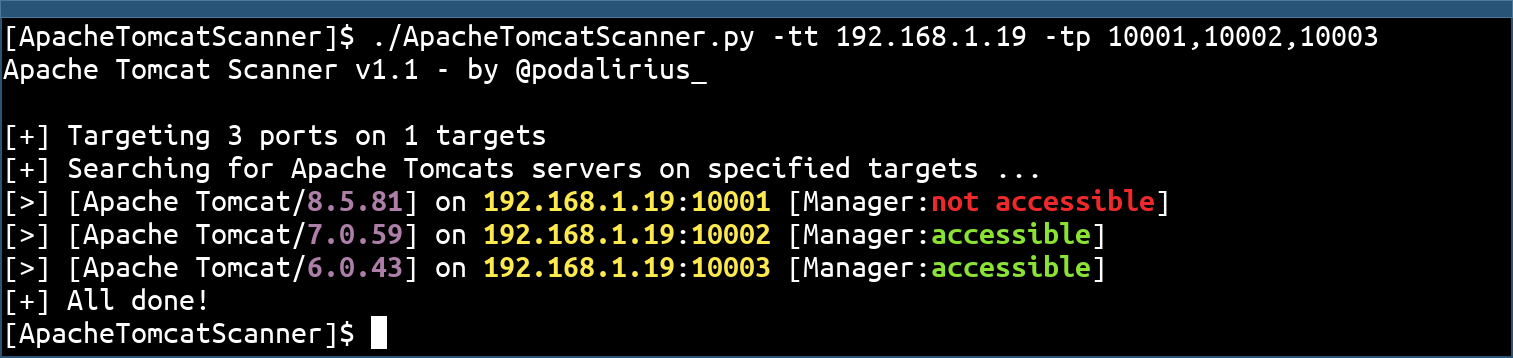 [ApacheTomcatScanner]$ ./ApacheTomcatScanner.py -tt 192.168.1.19 -tp 10001,10002,10003
Apache Tomcat Scanner v1.1 - by @podalirius_
[+] Targeting 3 ports on 1 targets
[+] Searching for Apache Tomcats servers on specified targets ...
[>] [Apache Tomcat/8.5.81] on 192.168.1.19:10001 [Manager:not accessible]
[>] [Apache Tomcat/7.0.59] on 192.168.1.19:10002 [Manager:accessible]
[>] [Apache Tomcat/6.0.43] on 192.168.1.19:10003 [Manager:accessible]
[+] All done!
[ApacheTomcatScanner]$